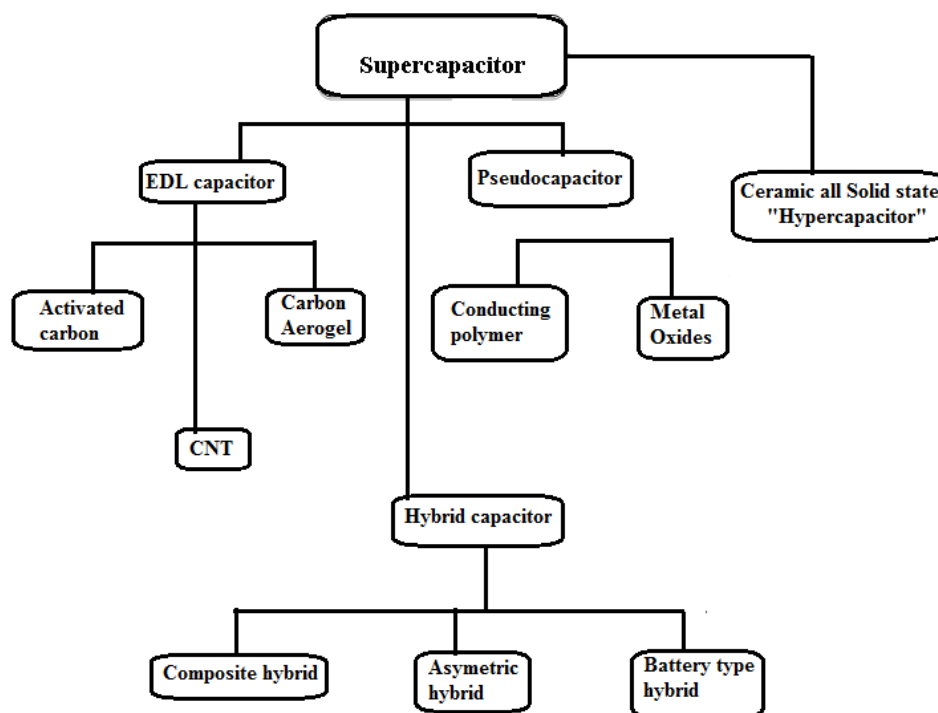 Supercapacitor
EDL capacitor
Pseudocapacitor
Ceramic all Solid state
"Hypercapacitor"
Activated
carbon
Carbon
Aerogel
Conducting
polymer
Metal
Oxides
CNT
Hybrid capacitor
Composite hybrid
Asymetric
hybrid
Battery type
hybrid